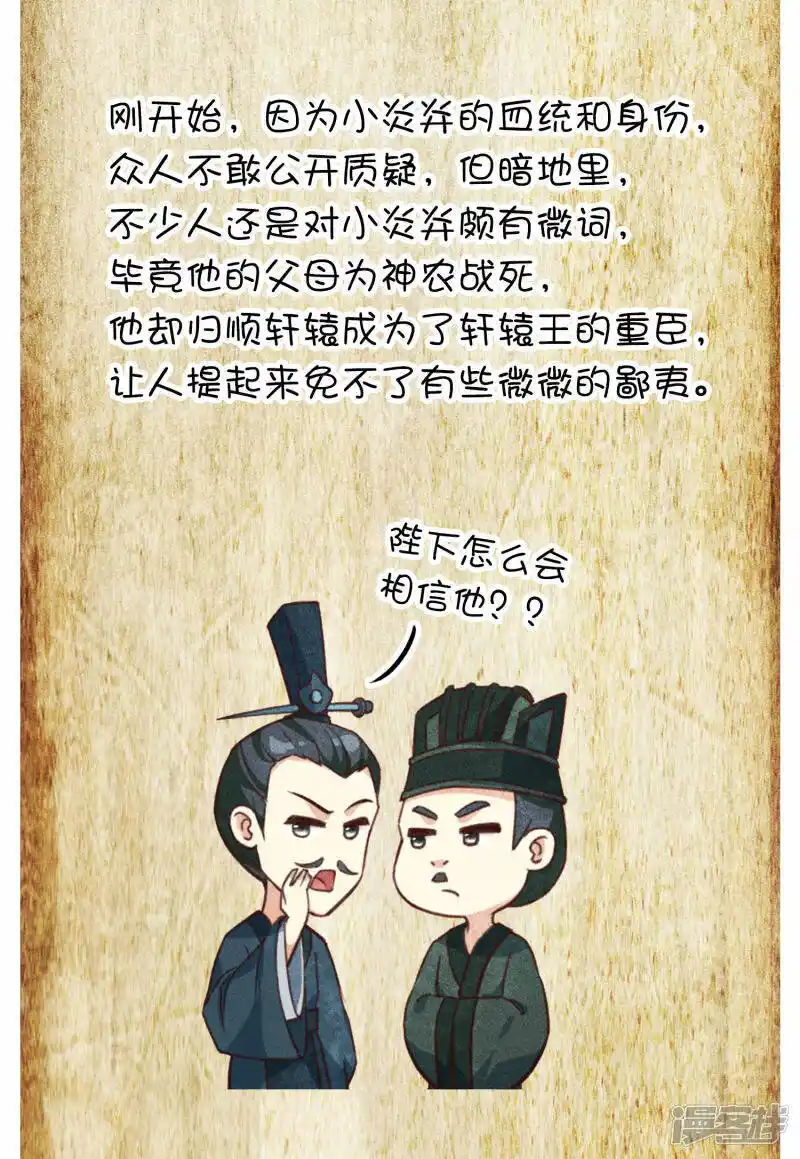 刚开始，因为小炎灷的血统和身份，
众人不敢公开质疑，但暗地里，
不少人还是对小炎灷颇有微词，
毕竟他的父母为神农战死，
他却归顺轩辕成为了轩辕王的重臣，
让人提起来免不了有些微微的鄙夷。
陛下怎么会
相信他？？
漫客栈